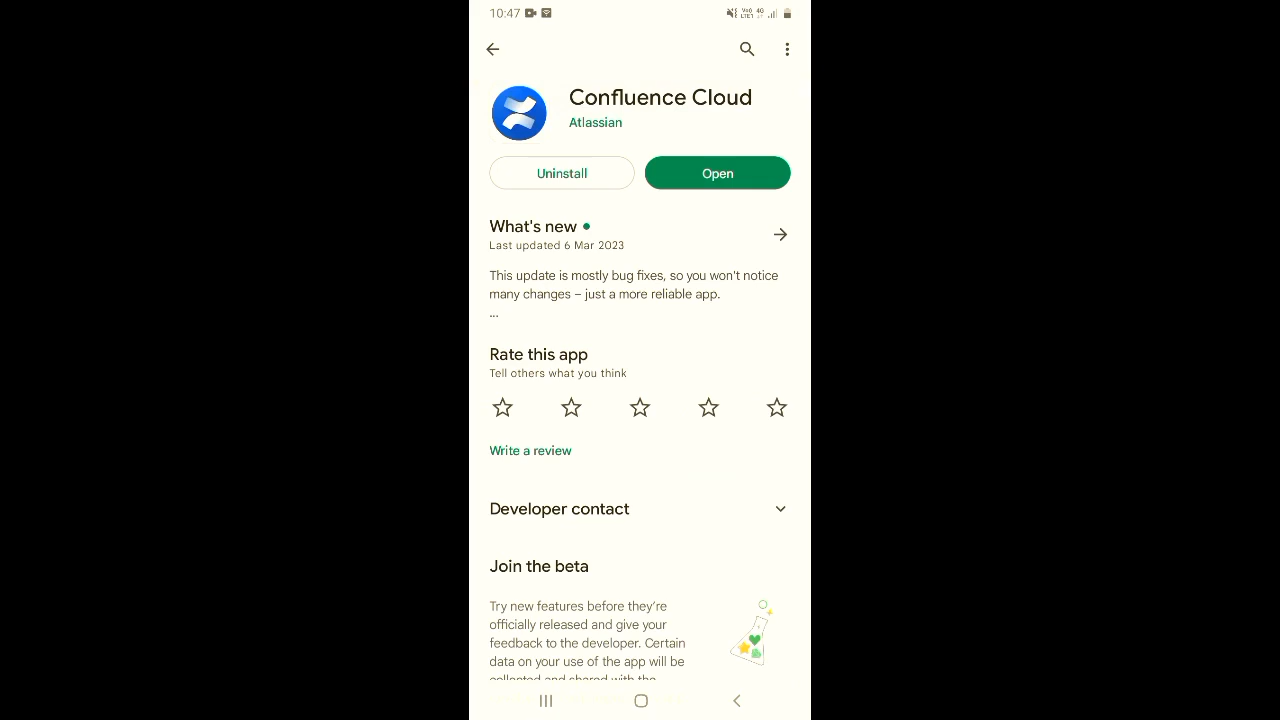 10:47
Confluence Cloud
Atlassian
Uninstall
Open
What's new
Last updated 6 Mar 2023
This update is mostly bug fixes, so you won't notice
many changes – just a more reliable app.
...
Rate this app
Tell others what you think
Write a review
Developer contact
Join the beta
Try new features before they're
officially released and give your
feedback to the developer. Certain
data on your use of the app will be
collected and shared with the